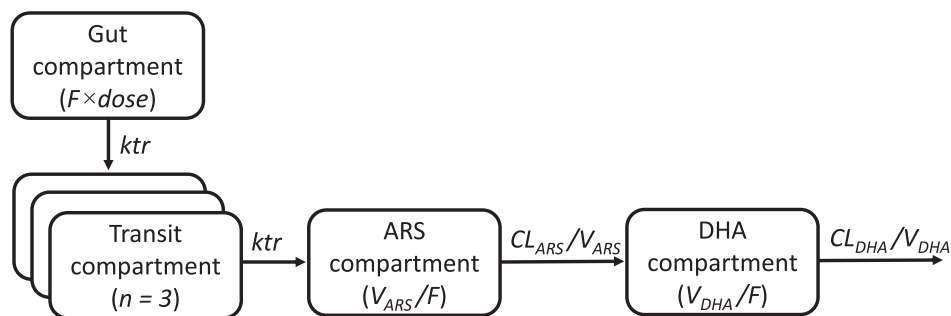 Gut
compartment
(F×dose)
ktr
Transit
compartment
(n = 3)
ktr
ARS
compartment
(V_ARS/F)
CL_ARS/V_ARS
DHA
compartment
(V_DHA/F)
CL_DHA/V_DHA